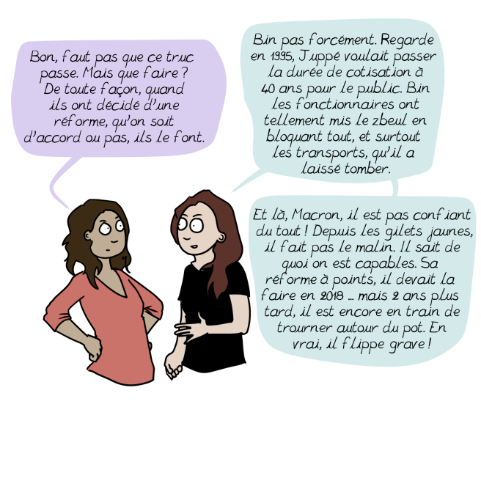 Bon, faut pas que ce truc
passe. Mais que faire ?
De toute façon, quand
ils ont décidé d'une
réforme, qu'on soit
d'accord ou pas, ils le font.
Bin pas forcément. Regarde
en 1995, Juppé voulait passer
la durée de cotisation à
40 ans pour le public. Bin
les fonctionnaires ont
tellement mis le zbeul en
bloquant tout, et surtout
les transports, qu'il a
laissé tomber.
Et là, Macron, il est pas confiant
du tout ! Depuis les gilets jaunes,
il fait pas le malin. Il sait de
quoi on est capables. Sa
réforme à points, il devait la
faire en 2018 ... mais 2 ans plus
tard, il est encore en train de
trourner autour du pot. En
vrai, il flippe grave !